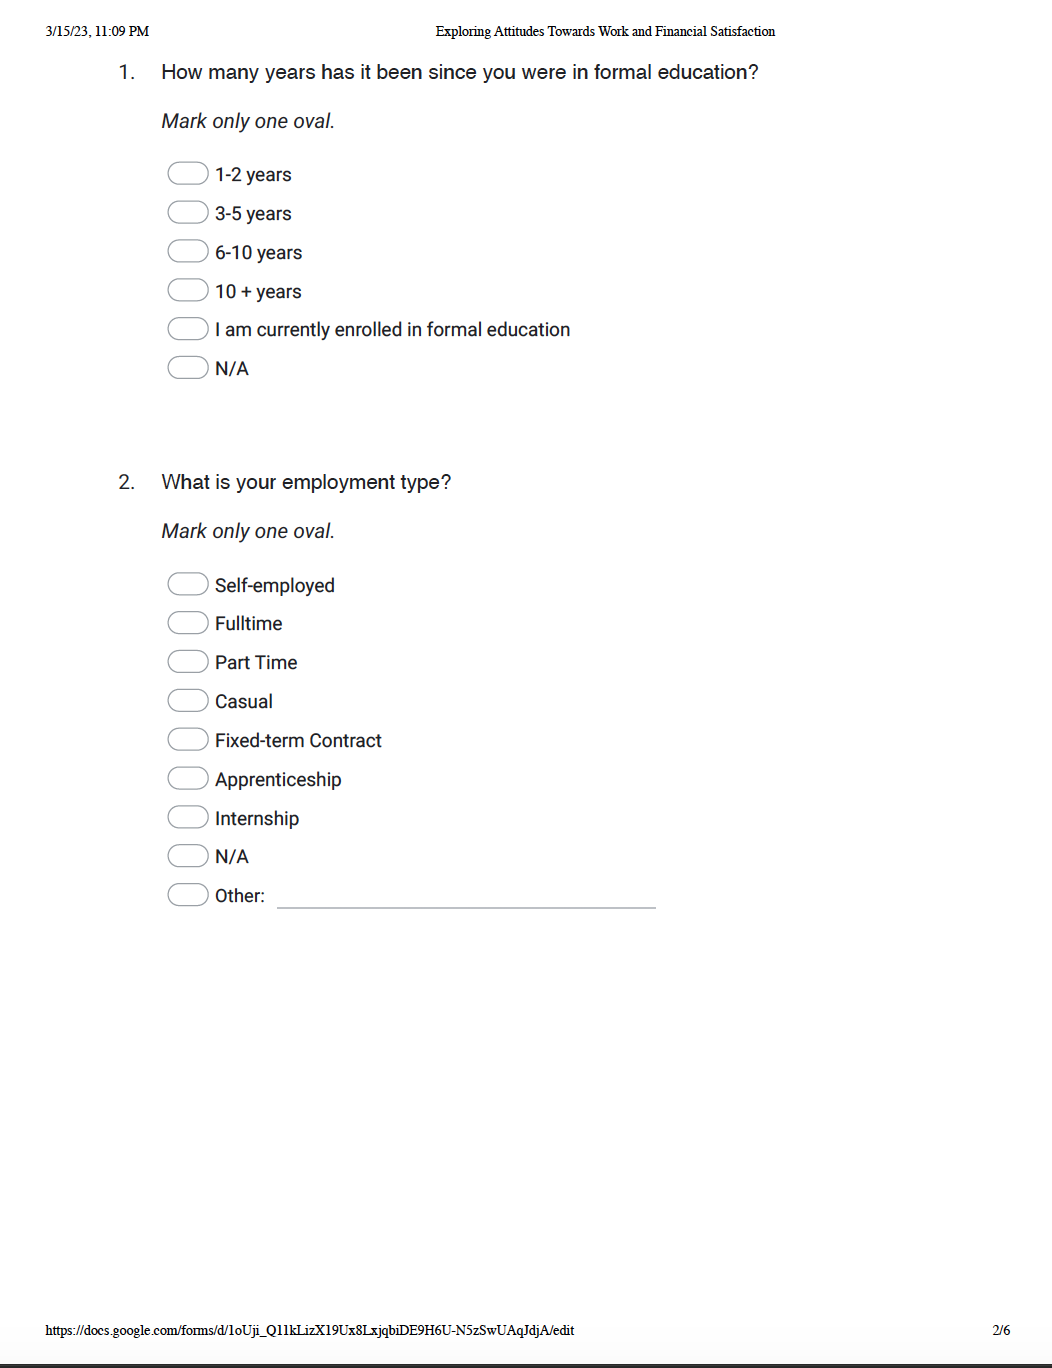 3/15/23, 11:09 PM Exploring Attitudes Towards Work and Financial Satisfaction
1. How many years has it been since you were in formal education?
Mark only one oval.
1-2 years
3-5 years
6-10 years
10 + years
I am currently enrolled in formal education
N/A
2. What is your employment type?
Mark only one oval.
Self-employed
Fulltime
Part Time
Casual
Fixed-term Contract
Apprenticeship
Internship
N/A
Other:
https://docs.google.com/forms/d/1oUji_Q11kLizX19Ux8LxjqbiDE9H6U-N5zSwUAqJdjA/edit 2/6